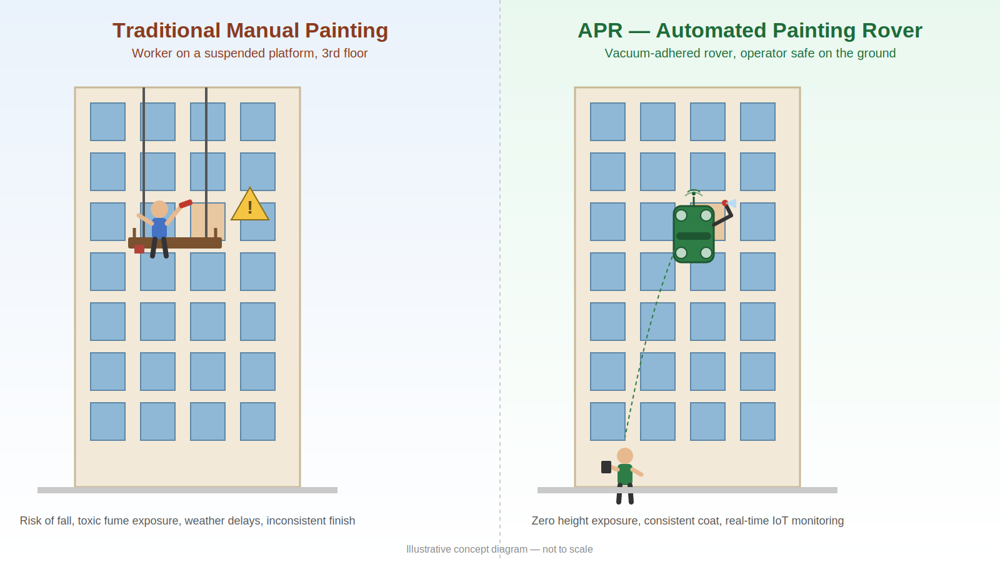 Traditional Manual Painting
Worker on a suspended platform, 3rd floor
!
Risk of fall, toxic fume exposure, weather delays, inconsistent finish
APR — Automated Painting Rover
Vacuum-adhered rover, operator safe on the ground
Zero height exposure, consistent coat, real-time IoT monitoring
Illustrative concept diagram — not to scale